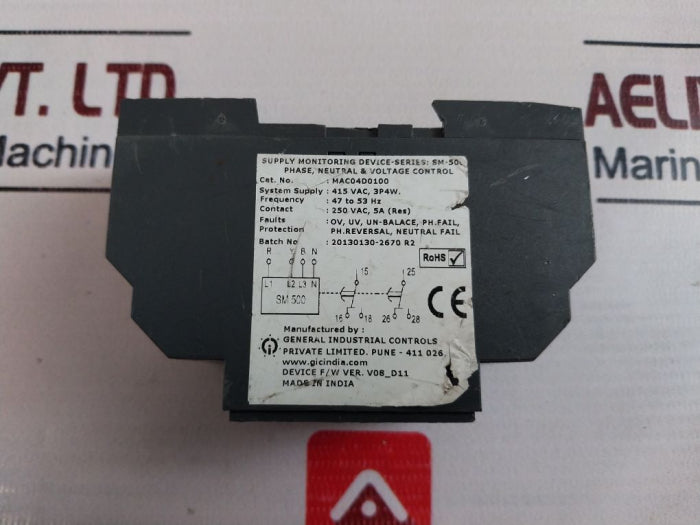 VT. LTD
Machin
AEL
Marin
SUPPLY MONITORING DEVICE-SERIES: SM-50
PHASE, NEUTRAL & VOLTAGE CONTROL
Cat. No. : MAC04D0100
System Supply : 415 VAC, 3P4W.
Frequency : 47 to 53 Hz
Contact : 250 VAC, 5A (Res)
Faults : OV, UV, UN-BALACE, PH.FAIL,
Protection PH.REVERSAL, NEUTRAL FAIL
Batch No : 20130130-2670 R2
R Y B N
L1 L2 L3 N
SM 500
15 25
16 18 26 28
RoHS
CE
Manufactured by :
GENERAL INDUSTRIAL CONTROLS
PRIVATE LIMITED. PUNE - 411 026
www.gicindia.com
DEVICE F/W VER. V08_D11
MADE IN INDIA